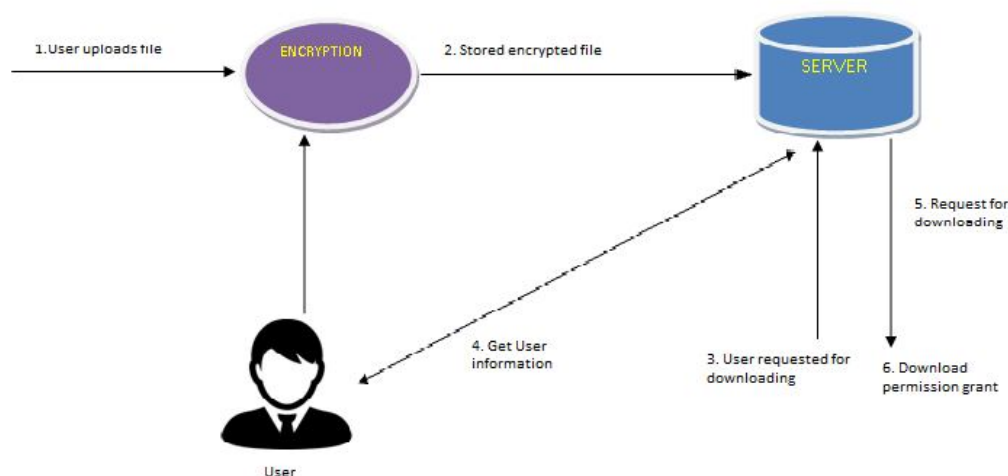 1.User uploads file
ENCRYPTION
2. Stored encrypted file
SERVER
5. Request for
downloading
4. Get User
information
3. User requested for
downloading
6. Download
permission grant
User